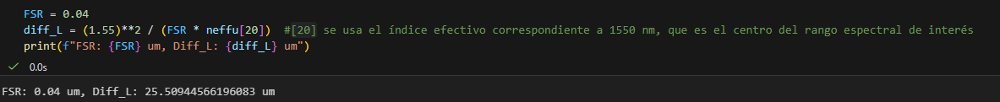 FSR = 0.04
diff_L = (1.55)**2 / (FSR * neffu[20])  #[20] se usa el índice efectivo correspondiente a 1550 nm, que es el centro del rango espectral de interés
print(f"FSR: {FSR} um, Diff_L: {diff_L} um")
0.0s
FSR: 0.04 um, Diff_L: 25.50944566196083 um